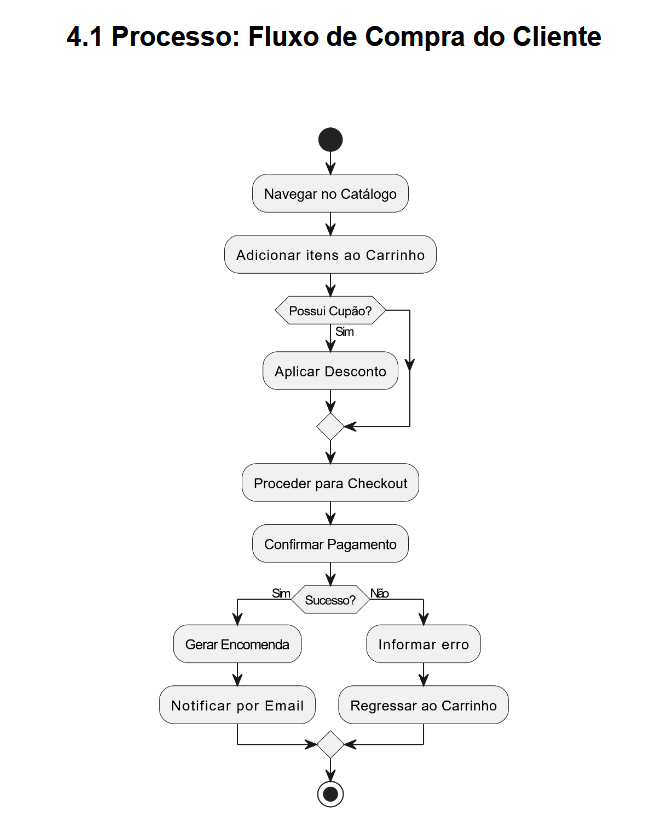 4.1 Processo: Fluxo de Compra do Cliente
Navegar no Catálogo
Adicionar itens ao Carrinho
Possui Cupão?
Sim
Aplicar Desconto
Proceder para Checkout
Confirmar Pagamento
Sim
Sucesso?
Não
Gerar Encomenda
Informar erro
Notificar por Email
Regressar ao Carrinho